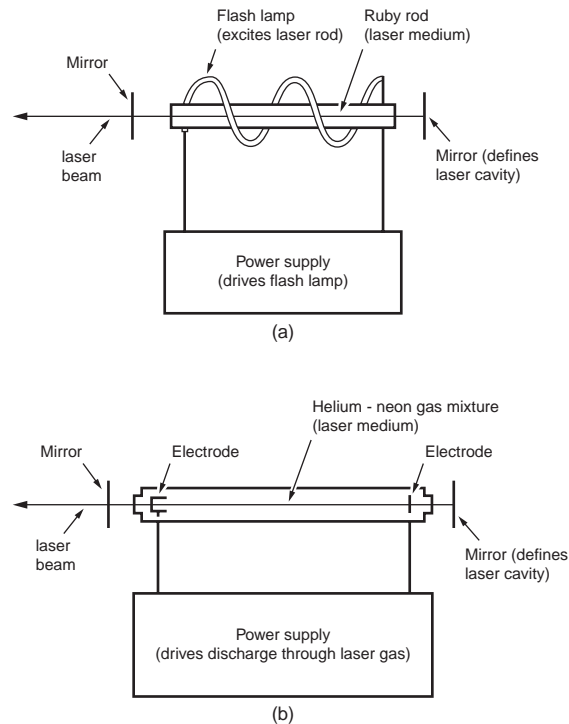 Flash lamp
(excites laser rod)
Ruby rod
(laser medium)
Mirror
laser
beam
Mirror (defines
laser cavity)
Power supply
(drives flash lamp)
(a)
Helium - neon gas mixture
(laser medium)
Mirror
Electrode
Electrode
laser
beam
Mirror (defines
laser cavity)
Power supply
(drives discharge through laser gas)
(b)